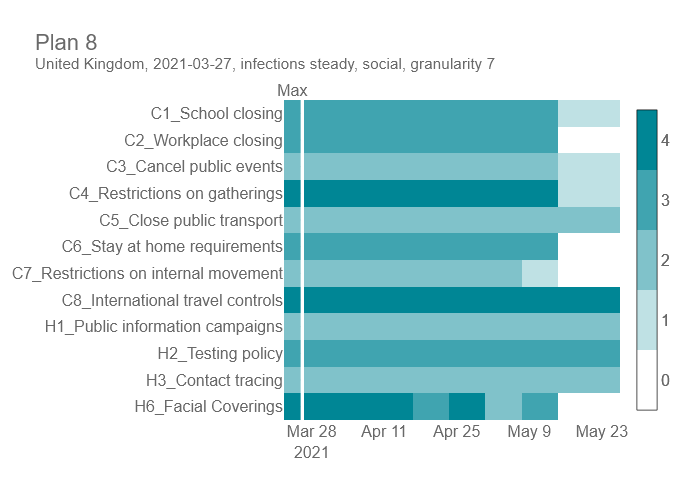 Plan 8
United Kingdom, 2021-03-27, infections steady, social, granularity 7
Max
C1_School closing
C2_Workplace closing
C3_Cancel public events
C4_Restrictions on gatherings
C5_Close public transport
C6_Stay at home requirements
C7_Restrictions on internal movement
C8_International travel controls
H1_Public information campaigns
H2_Testing policy
H3_Contact tracing
H6_Facial Coverings
Mar 28 Apr 11 Apr 25 May 9 May 23
2021
4
3
2
1
0